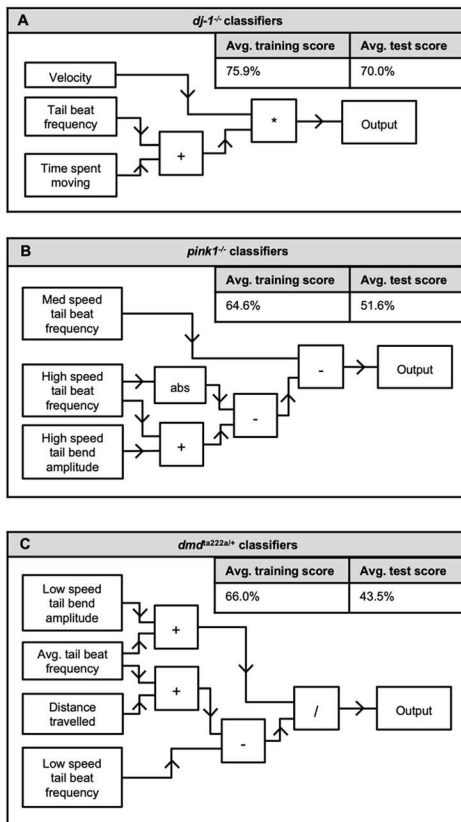 A
dj-1-/- classifiers
Avg. training score
Avg. test score
75.9%
70.0%
Velocity
Tail beat
frequency
Time spent
moving
+
*
Output
B
pink1-/- classifiers
Avg. training score
Avg. test score
64.6%
51.6%
Med speed
tail beat
frequency
High speed
tail beat
frequency
High speed
tail bend
amplitude
abs
+
-
-
Output
C
dmdta222a/+ classifiers
Avg. training score
Avg. test score
66.0%
43.5%
Low speed
tail bend
amplitude
Avg. tail beat
frequency
Distance
travelled
Low speed
tail beat
frequency
+
+
-
/
Output